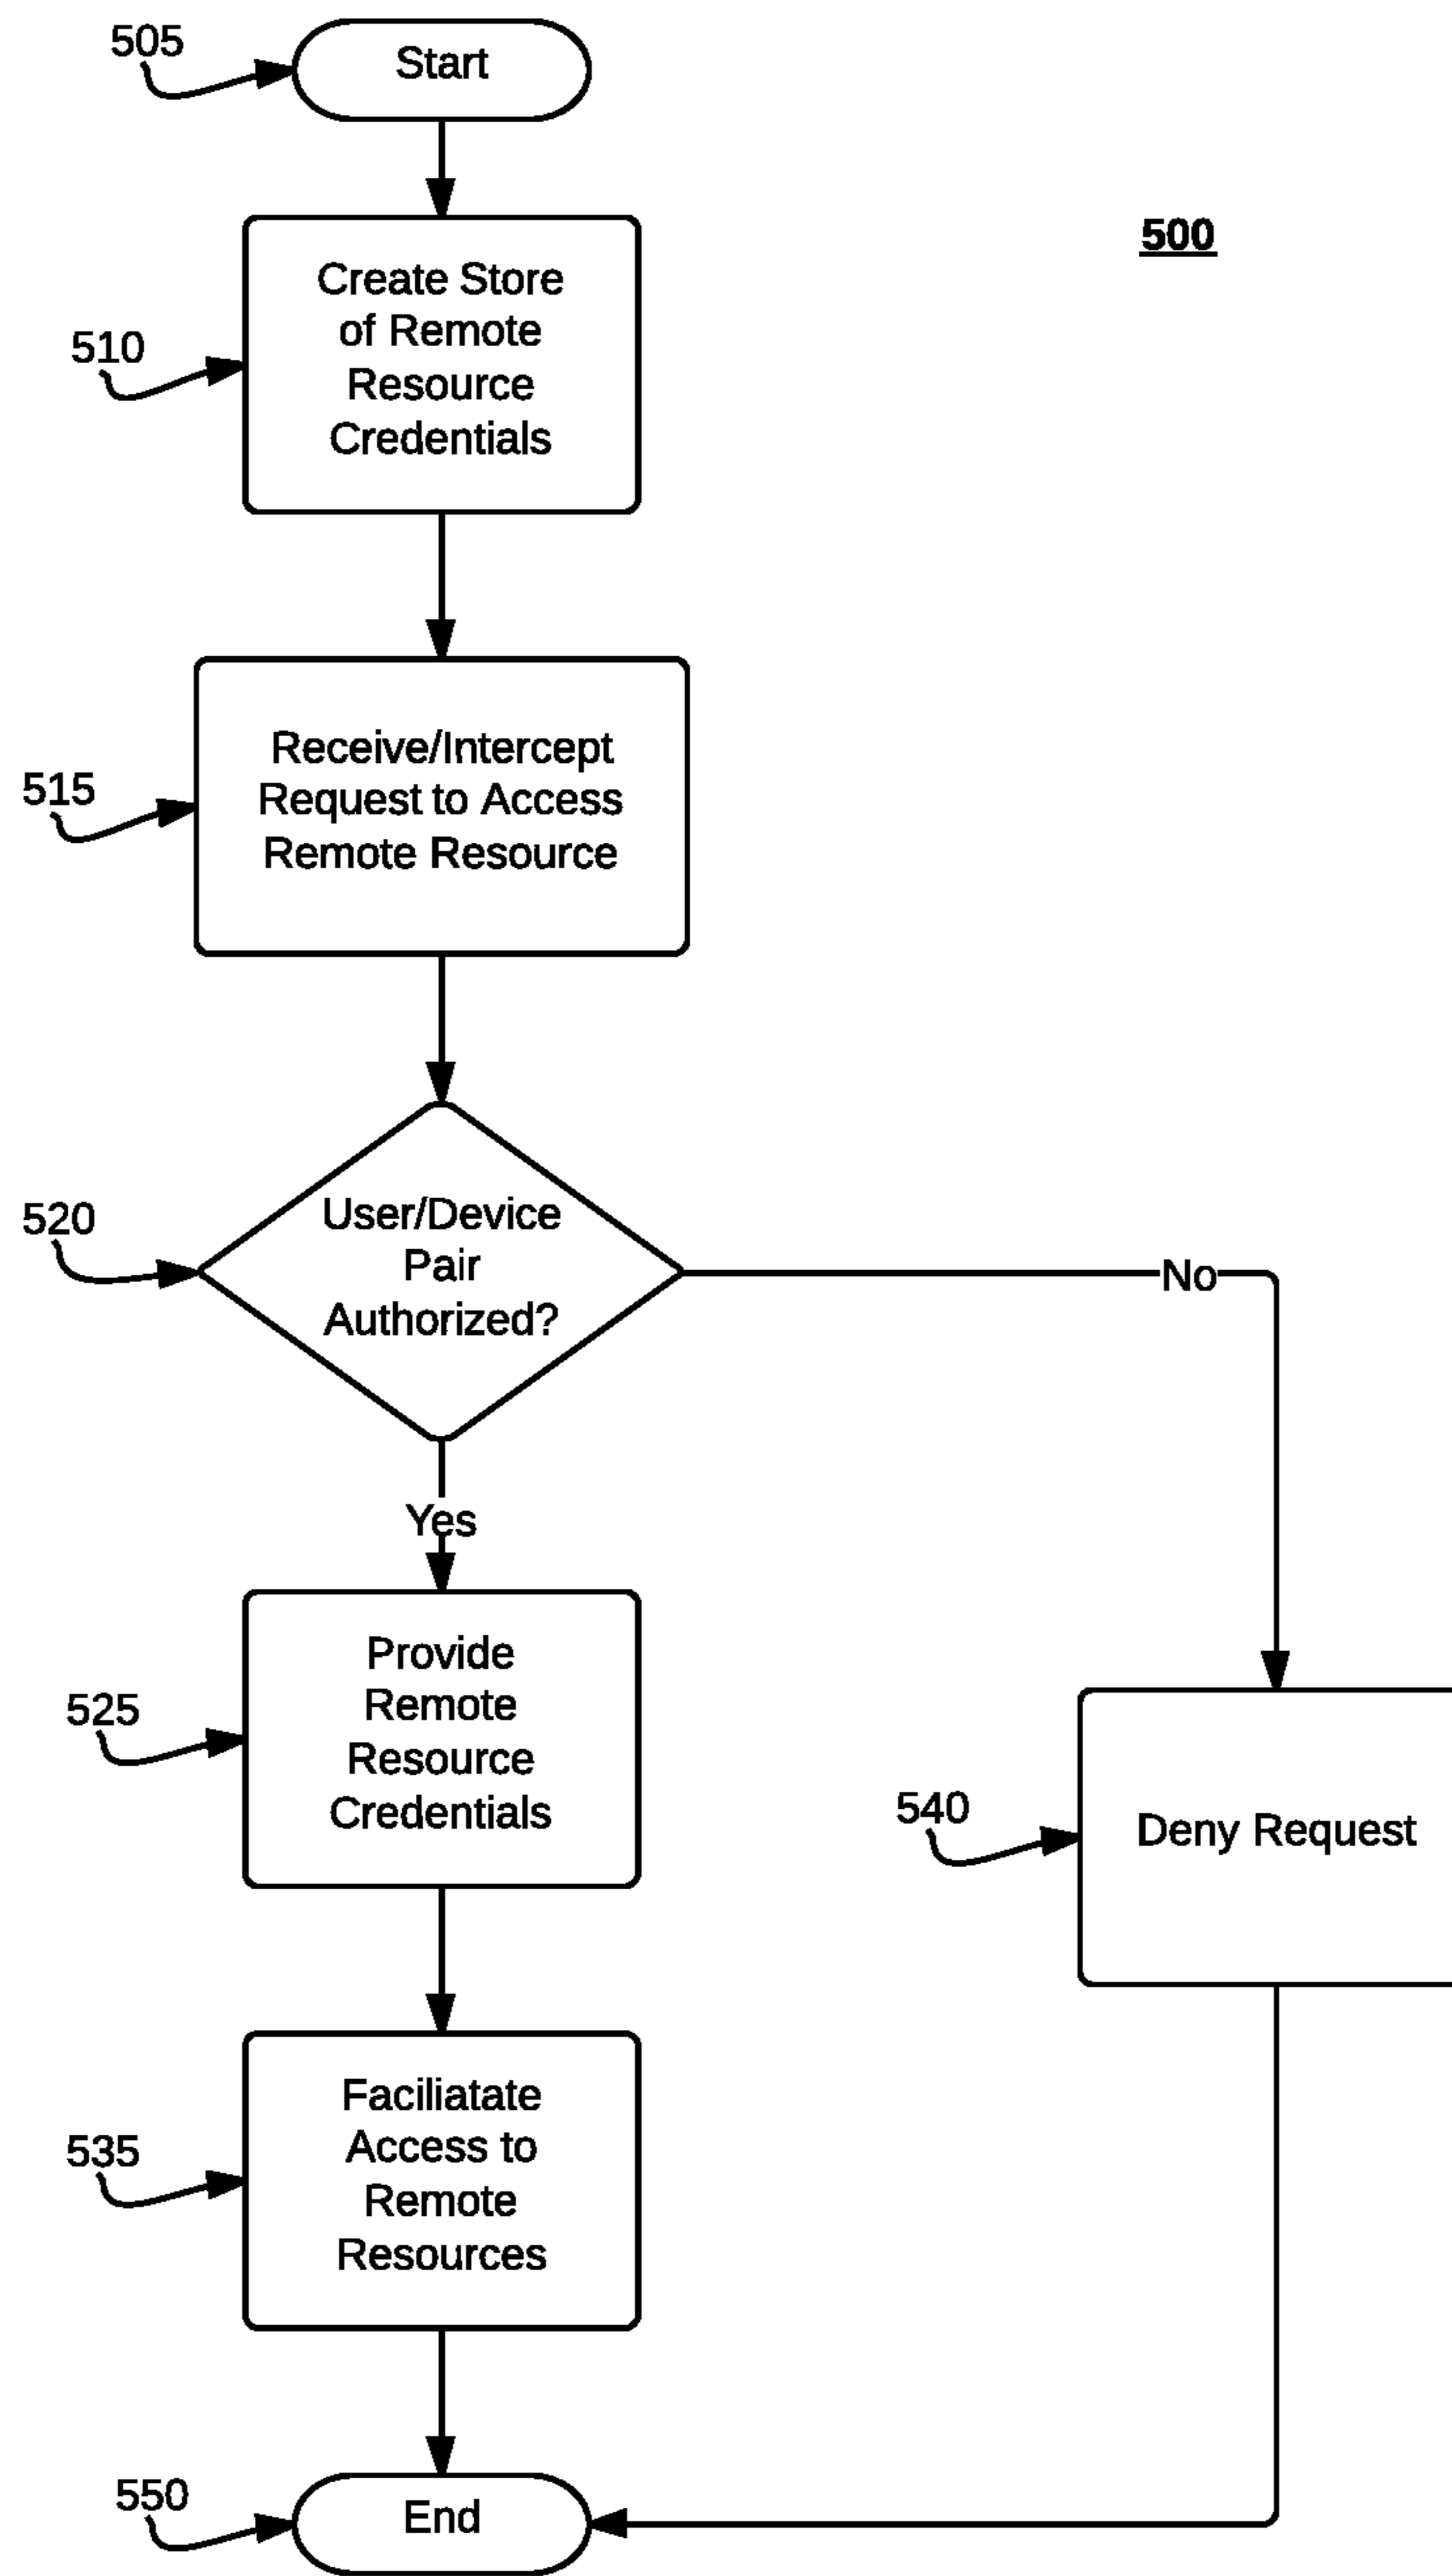 505
Start
500
Create Store
of Remote
Resource
Credentials
510
Receive/Intercept
Request to Access
Remote Resource
515
User/Device
Pair
Authorized?
520
No
Yes
Provide
Remote
Resource
Credentials
525
540
Deny Request
Faciliatate
Access to
Remote
Resources
535
550
End